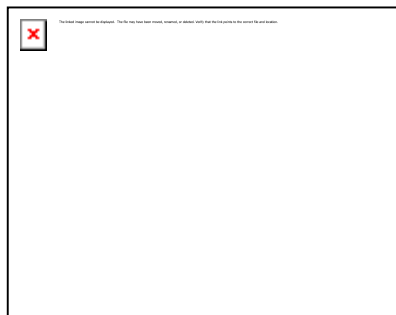 The linked image cannot be displayed.  The file may have been moved, renamed, or deleted. Verify that the link points to the correct file and location.